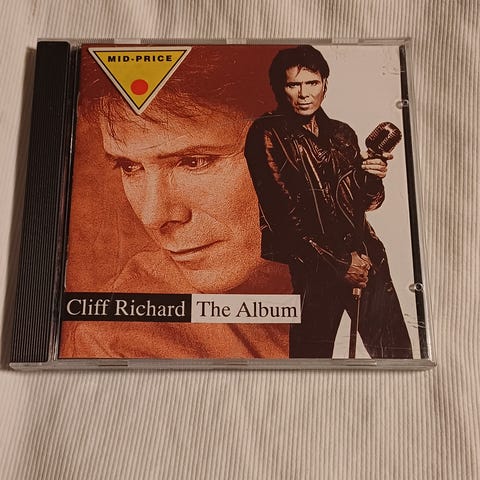 MID-PRICE
Cliff Richard The Album